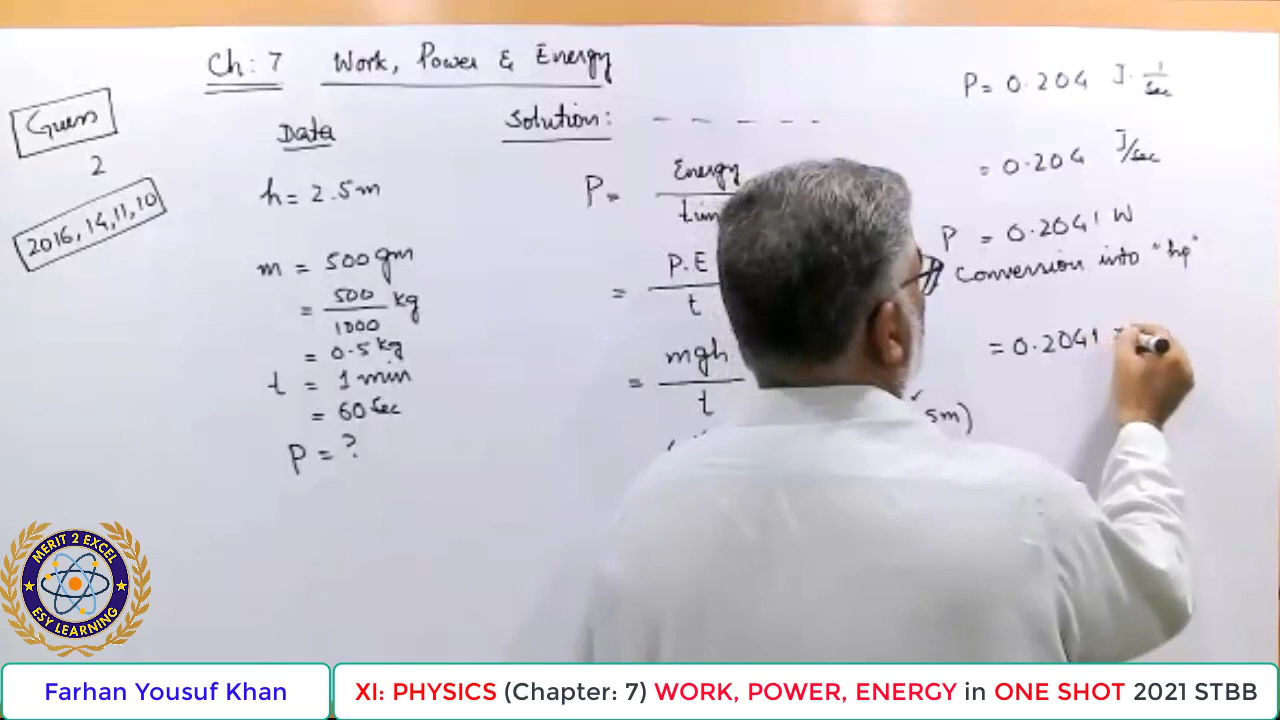 Ch: 7 Work, Power & Energy
Guess
2
2016, 14, 11, 10
Data
h = 2.5m
m = 500 gm
= 500/1000 kg
= 0.5 kg
t = 1 min
= 60 Sec
P = ?
Solution: - - - - -
P = Energy
t
= P.E/t
= mgh/t
5m)
P = 0.204 J. 1/Sec
= 0.204 J/sec
P = 0.2041 W
Conversion into "hp"
= 0.2041
MERIT 2 EXCEL
ESY LEARNING
Farhan Yousuf Khan
XI: PHYSICS (Chapter: 7) WORK, POWER, ENERGY in ONE SHOT 2021 STBB